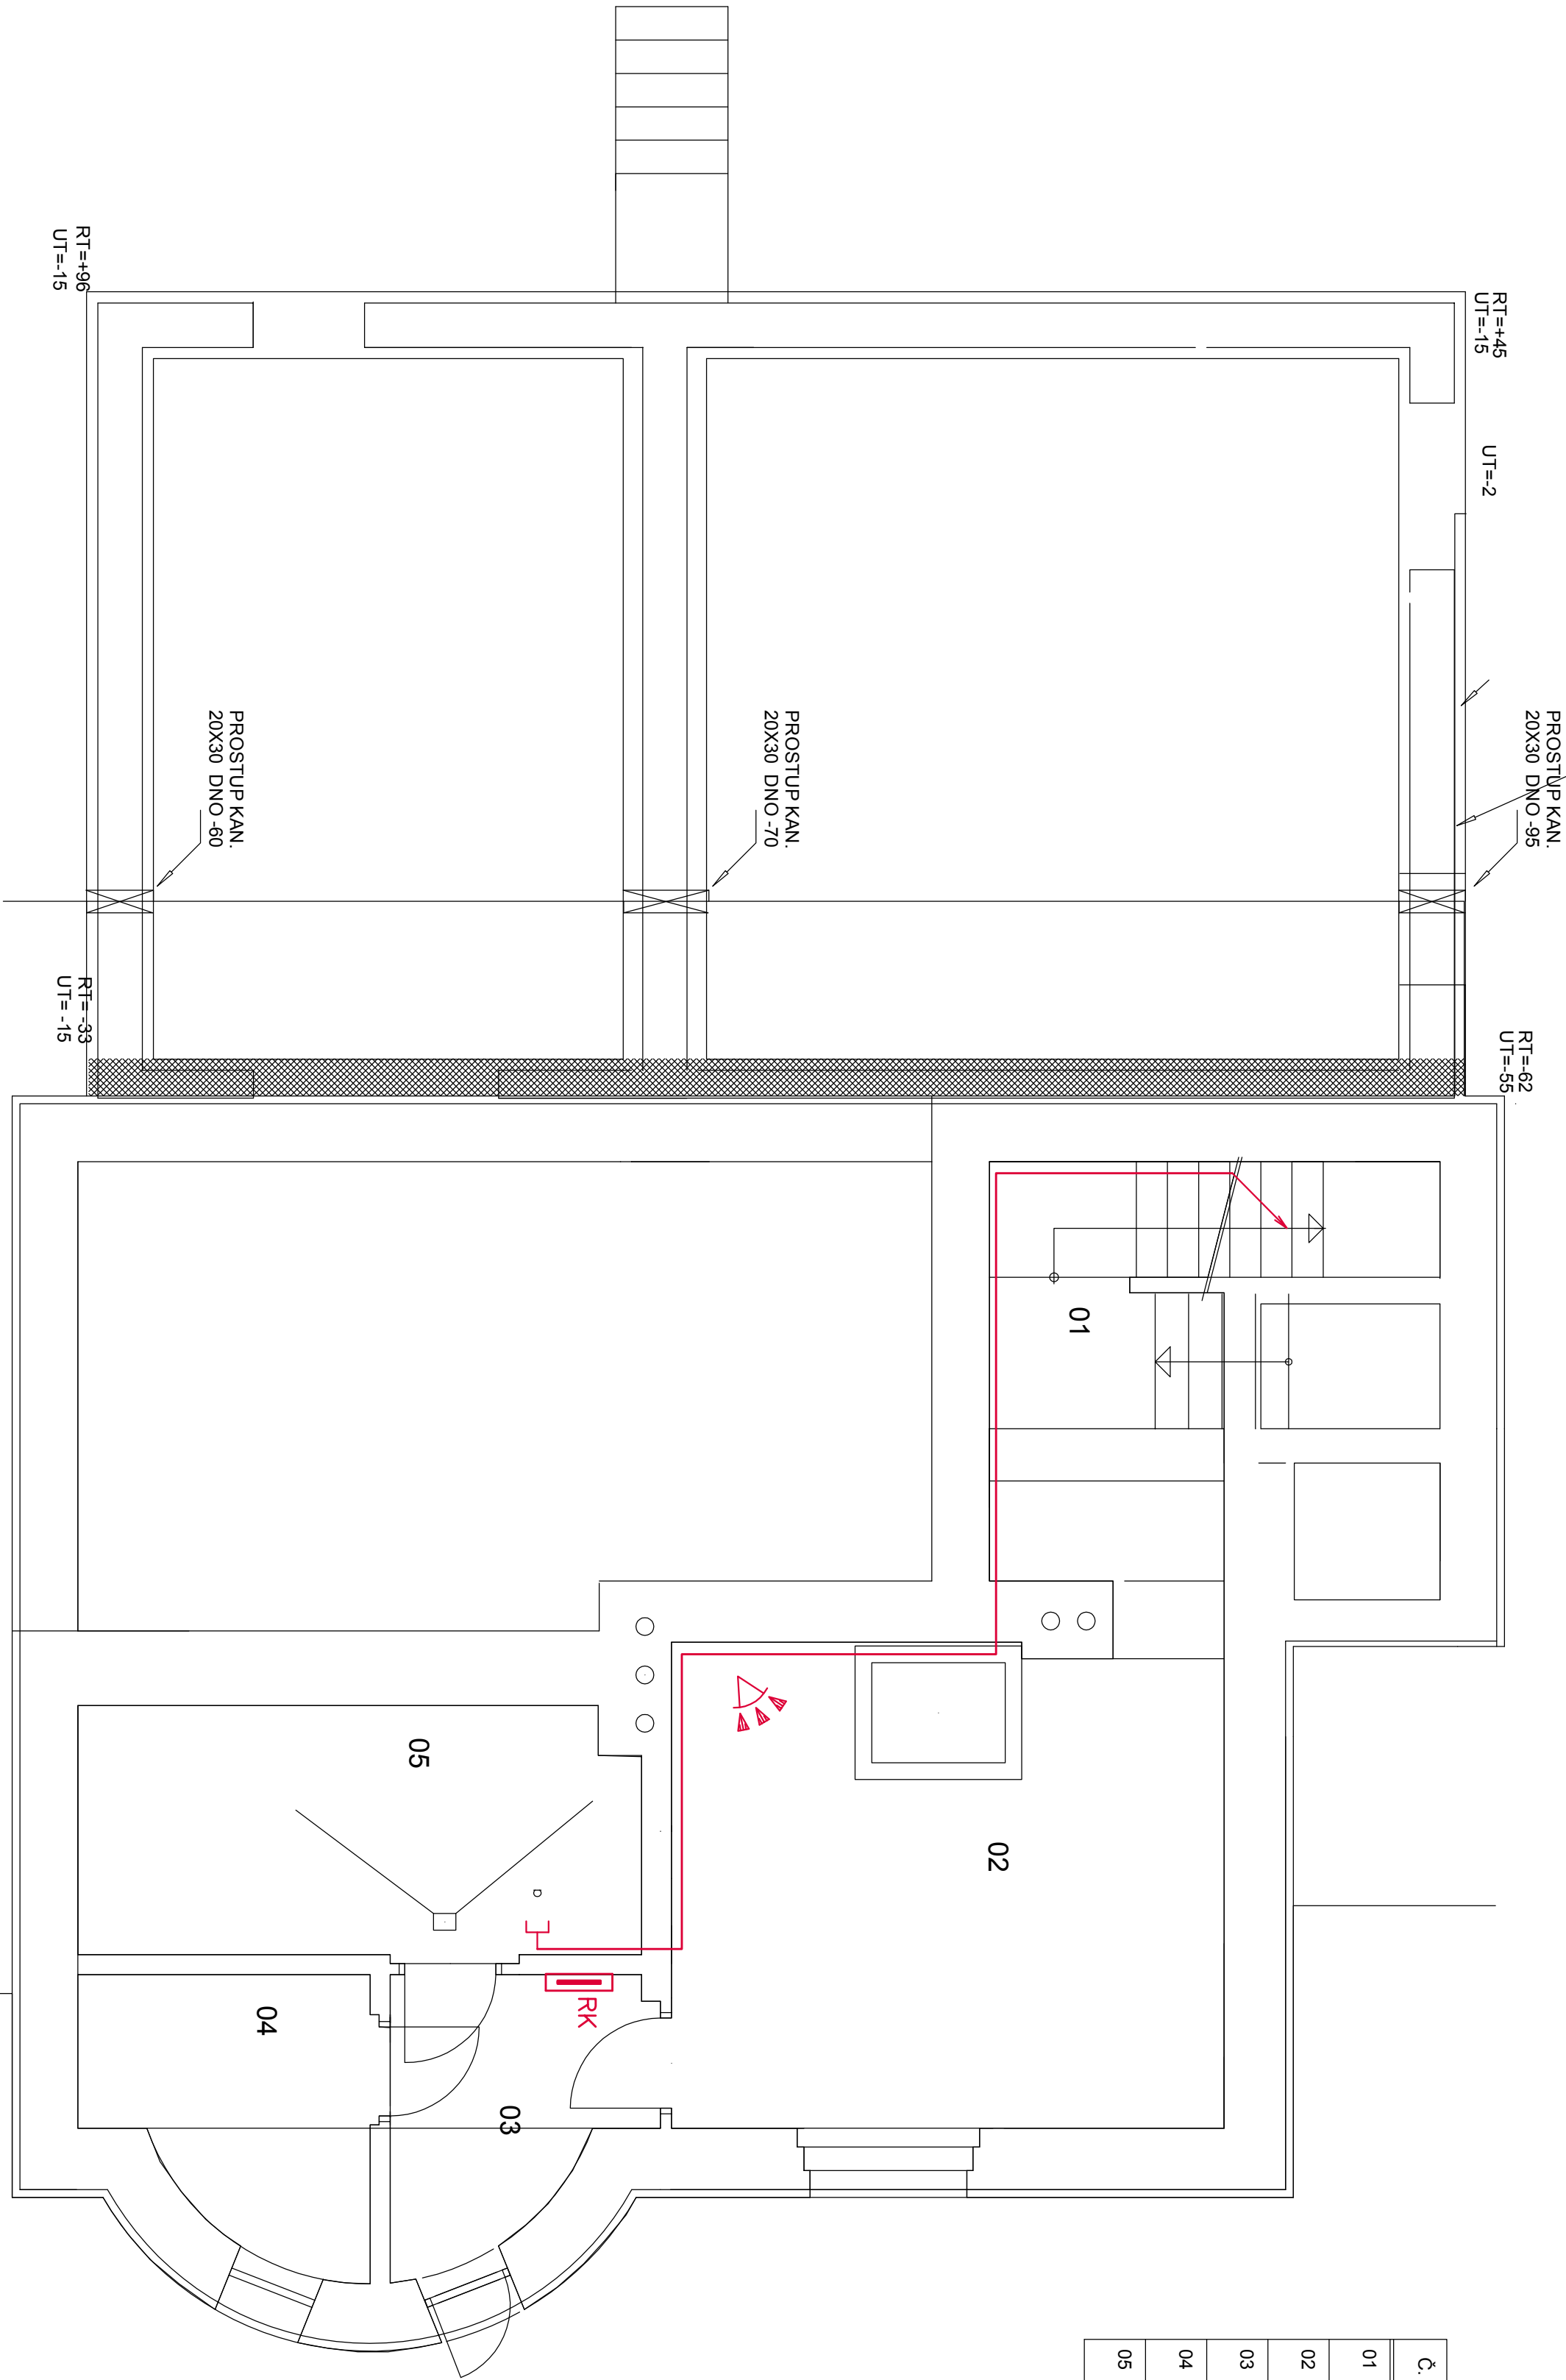 RT=+45
UT=-15
UT=-2
PROSTUP KAN.
20X30 DNO -95
RT=-62
UT=-55
PROSTUP KAN.
20X30 DNO -70
PROSTUP KAN.
20X30 DNO -60
RT=+96
UT=-15
RT= -33
UT= -15
01
02
05
RK
04
03
Č.
01
02
03
04
05